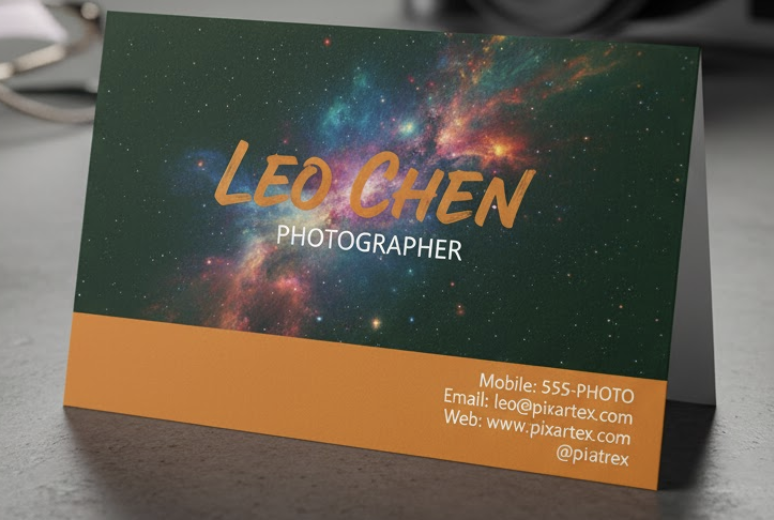 LEO CHEN
PHOTOGRAPHER
Mobile: 555-PHOTO
Email: leo@pixartex.com
Web: www.pixartex.com
@piatrex